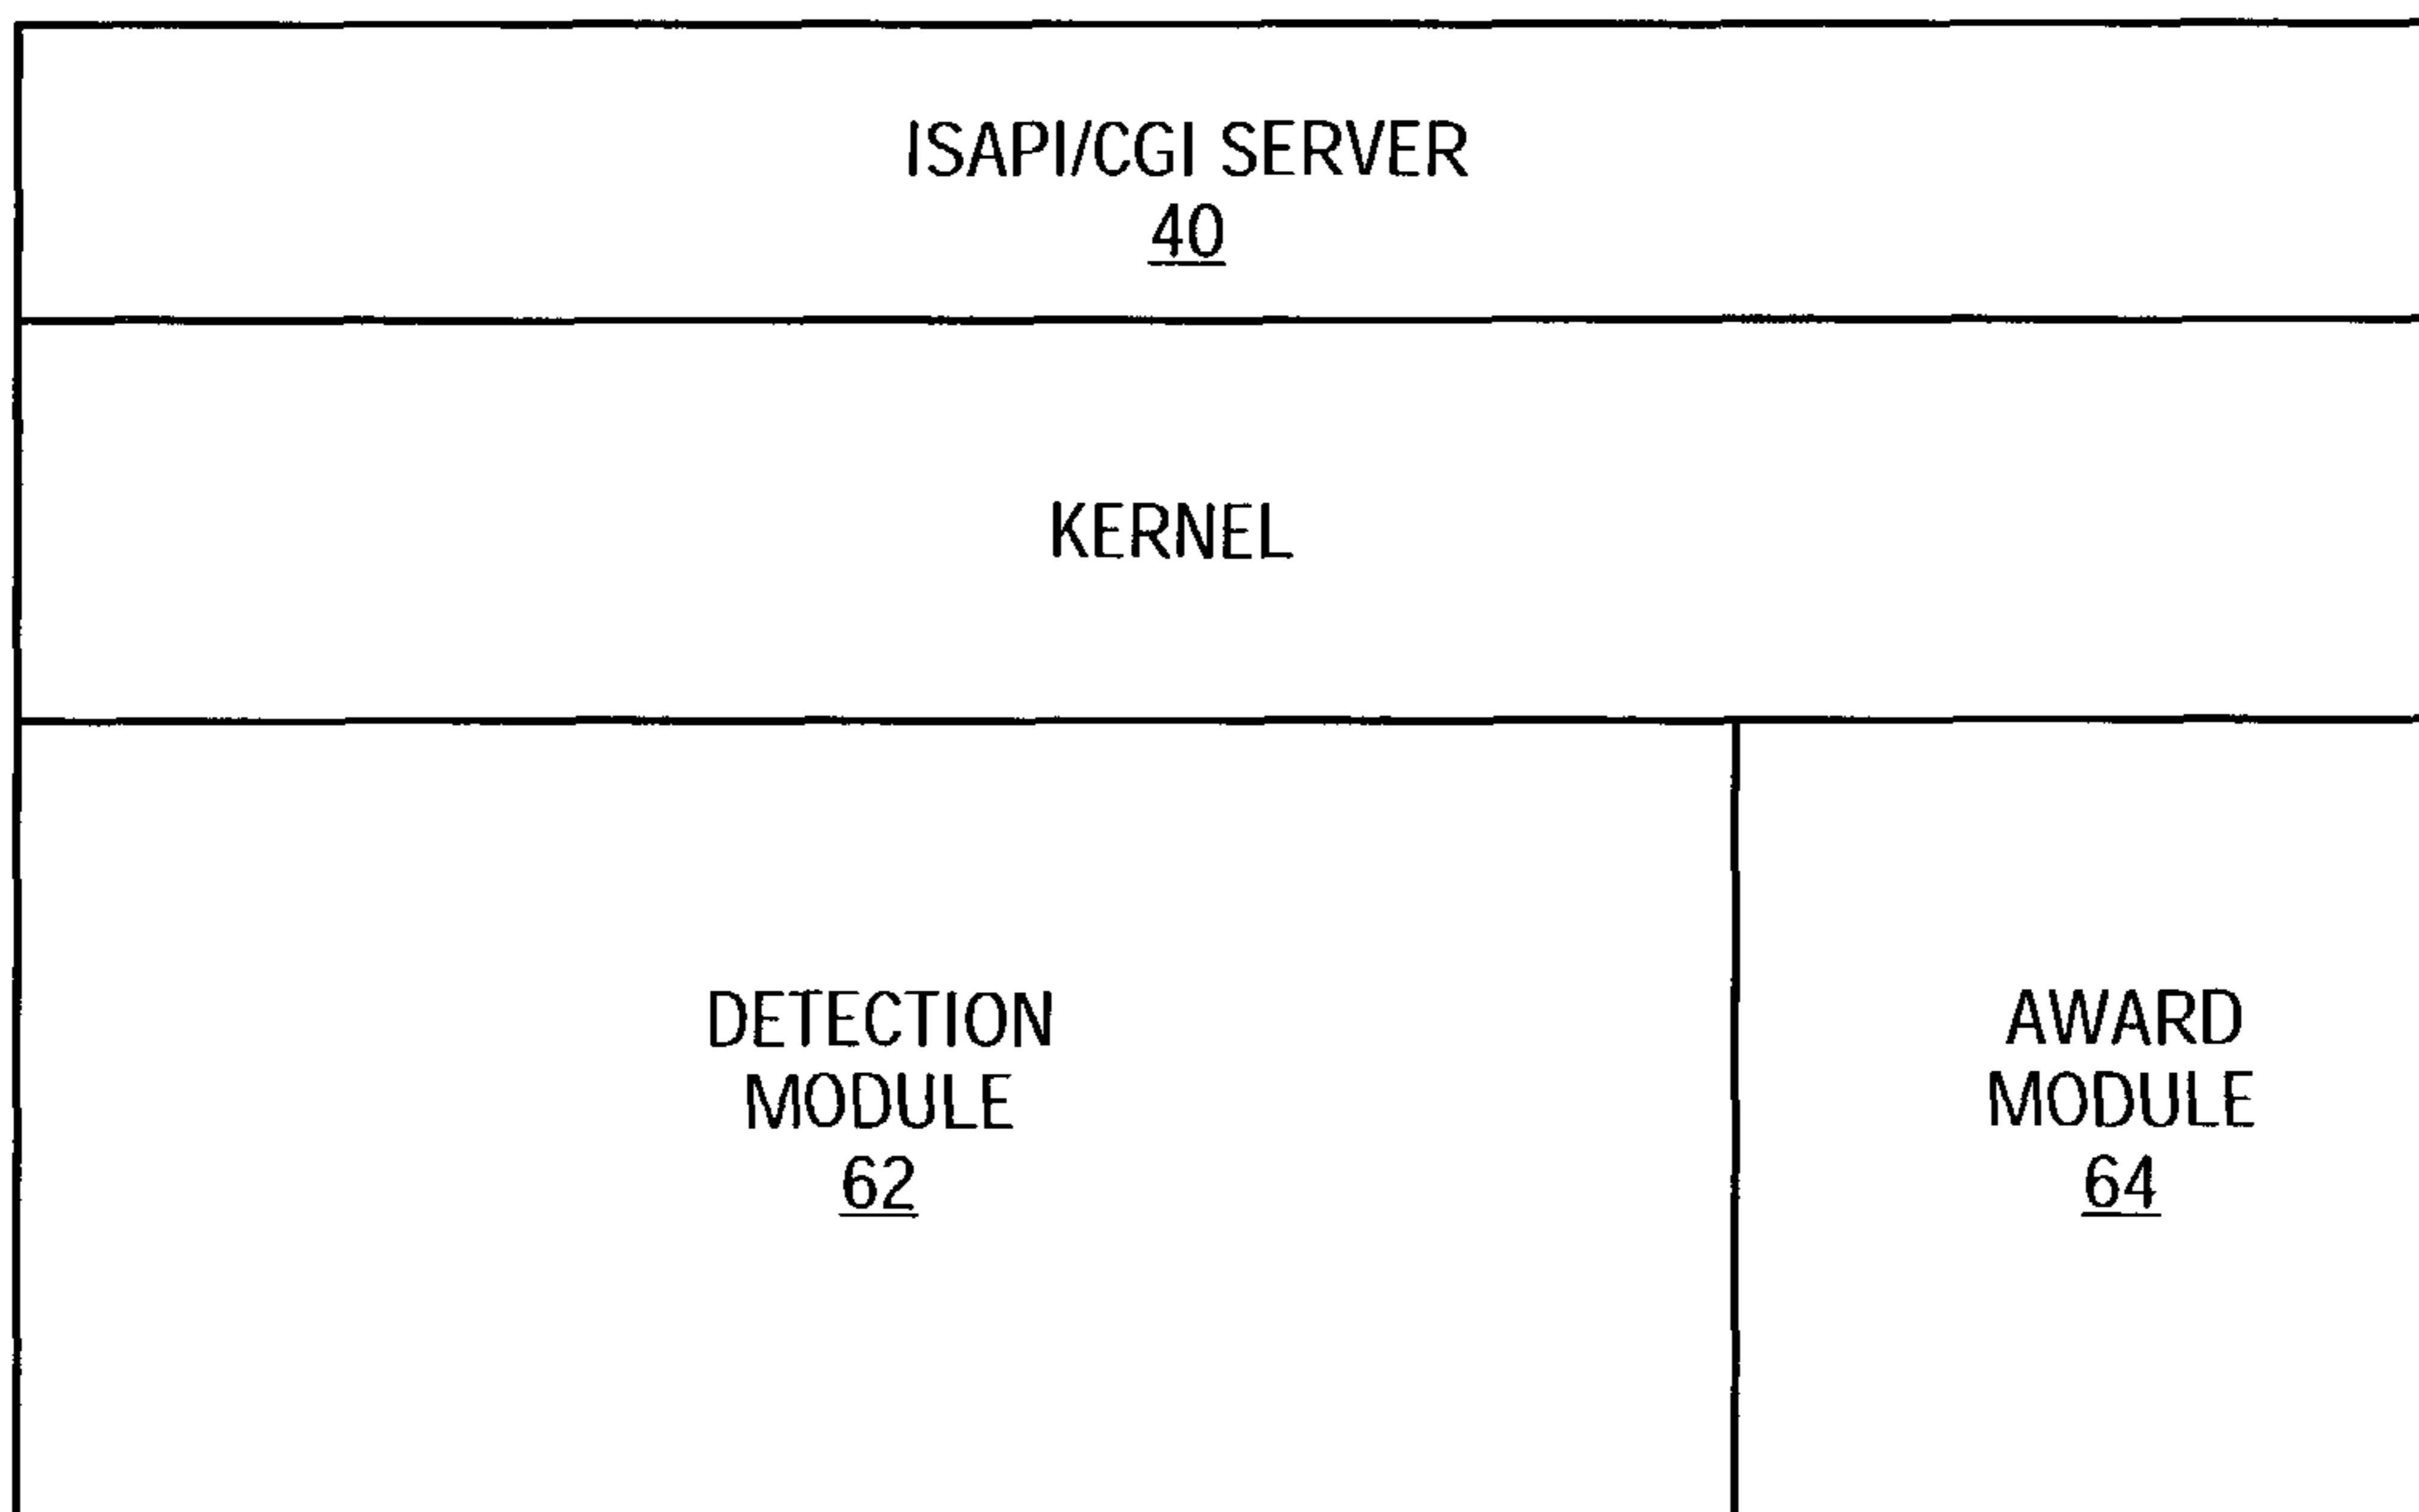 ISAPI/CGI SERVER
40
KERNEL
DETECTION
MODULE
62
AWARD
MODULE
64